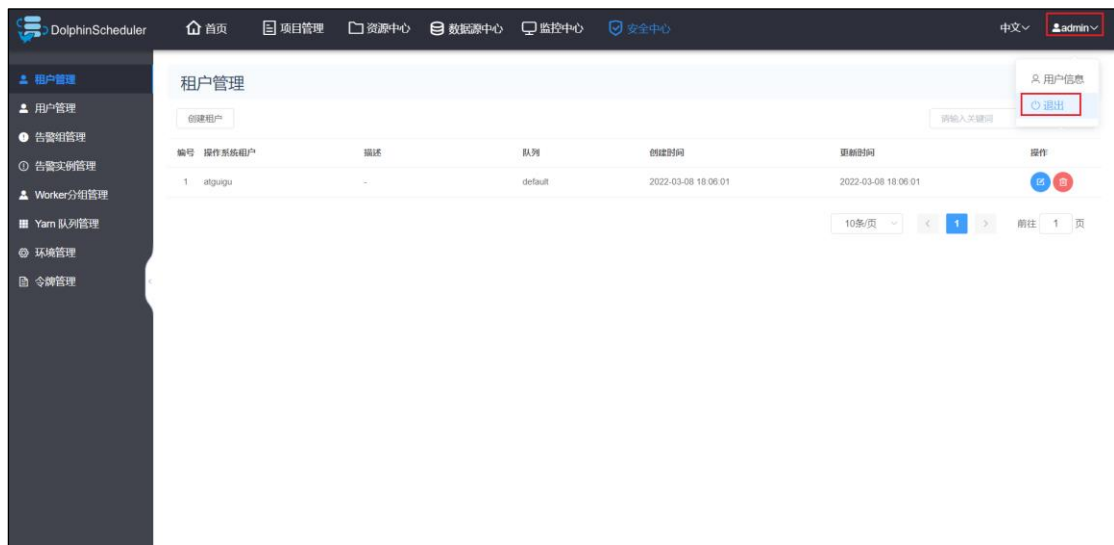 DolphinScheduler 首页 项目管理 资源中心 数据源中心 监控中心 安全中心 中文 admin
用户信息
退出
租户管理
用户管理
告警组管理
告警实例管理
Worker分组管理
Yarn 队列管理
环境管理
令牌管理
租户管理
创建租户 请输入关键词
编号 操作系统租户 描述 队列 创建时间 更新时间 操作
1 atguigu - default 2022-03-08 18:06:01 2022-03-08 18:06:01
10条/页 < 1 > 前往 1 页